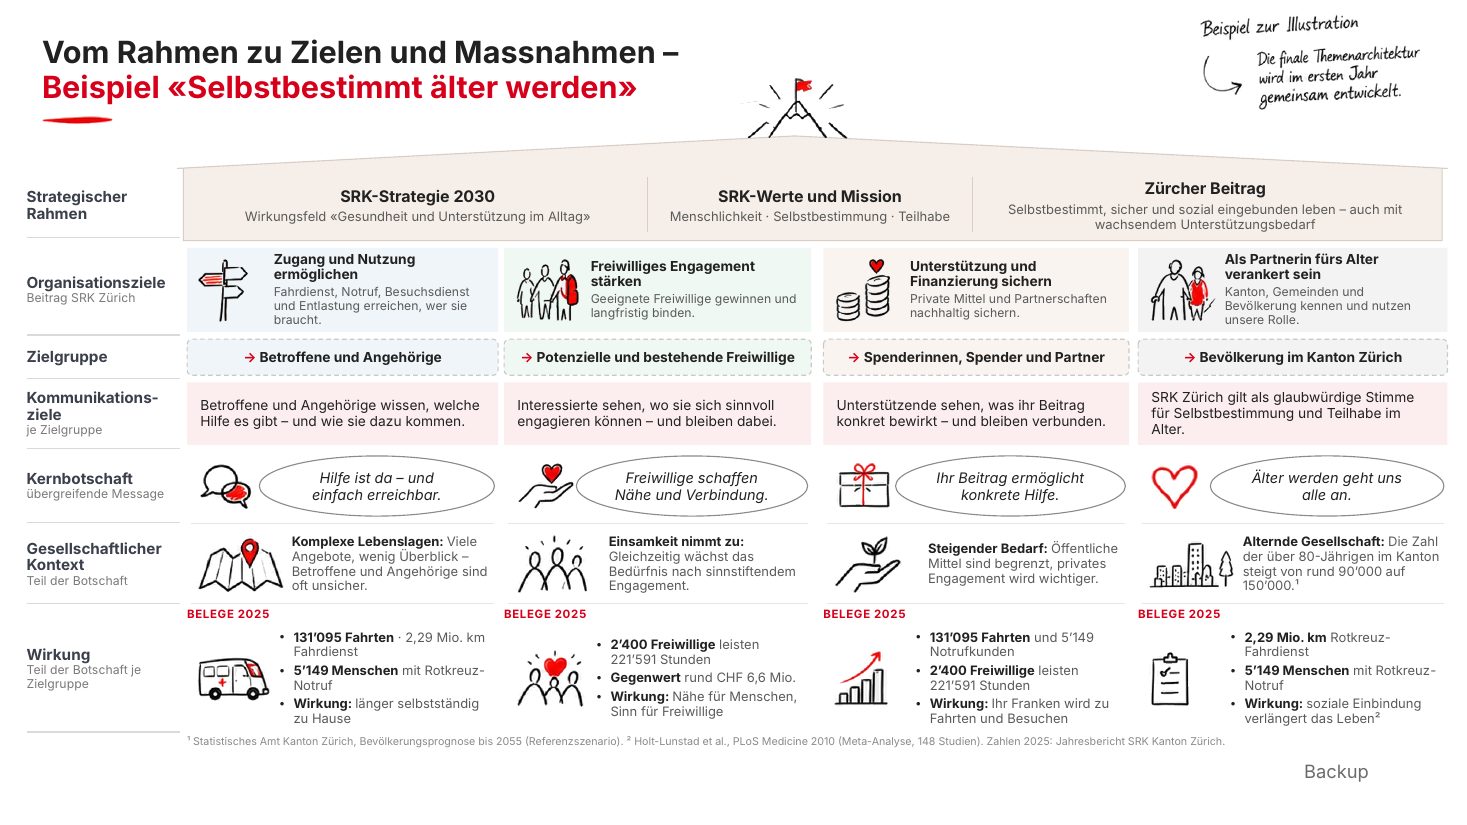 Vom Rahmen zu Zielen und Massnahmen –
Beispiel «Selbstbestimmt älter werden»
Beispiel zur Illustration
Die finale Themenarchitektur
wird im ersten Jahr
gemeinsam entwickelt.
Strategischer
Rahmen
SRK-Strategie 2030
Wirkungsfeld «Gesundheit und Unterstützung im Alltag»
SRK-Werte und Mission
Menschlichkeit · Selbstbestimmung · Teilhabe
Zürcher Beitrag
Selbstbestimmt, sicher und sozial eingebunden leben – auch mit
wachsendem Unterstützungsbedarf
Organisationsziele
Beitrag SRK Zürich
Zugang und Nutzung
ermöglichen
Fahrdienst, Notruf, Besuchsdienst
und Entlastung erreichen, wer sie
braucht.
Freiwilliges Engagement
stärken
Geeignete Freiwillige gewinnen und
langfristig binden.
Unterstützung und
Finanzierung sichern
Private Mittel und Partnerschaften
nachhaltig sichern.
Als Partnerin fürs Alter
verankert sein
Kanton, Gemeinden und
Bevölkerung kennen und nutzen
unsere Rolle.
Zielgruppe
→ Betroffene und Angehörige
→ Potenzielle und bestehende Freiwillige
→ Spenderinnen, Spender und Partner
→ Bevölkerung im Kanton Zürich
Kommunikations-
ziele
je Zielgruppe
Betroffene und Angehörige wissen, welche
Hilfe es gibt – und wie sie dazu kommen.
Interessierte sehen, wo sie sich sinnvoll
engagieren können – und bleiben dabei.
Unterstützende sehen, was ihr Beitrag
konkret bewirkt – und bleiben verbunden.
SRK Zürich gilt als glaubwürdige Stimme
für Selbstbestimmung und Teilhabe im
Alter.
Kernbotschaft
übergreifende Message
Hilfe ist da – und
einfach erreichbar.
Freiwillige schaffen
Nähe und Verbindung.
Ihr Beitrag ermöglicht
konkrete Hilfe.
Älter werden geht uns
alle an.
Gesellschaftlicher
Kontext
Teil der Botschaft
Komplexe Lebenslagen: Viele
Angebote, wenig Überblick –
Betroffene und Angehörige sind
oft unsicher.
Einsamkeit nimmt zu:
Gleichzeitig wächst das
Bedürfnis nach sinnstiftendem
Engagement.
Steigender Bedarf: Öffentliche
Mittel sind begrenzt, privates
Engagement wird wichtiger.
Alternde Gesellschaft: Die Zahl
der über 80-Jährigen im Kanton
steigt von rund 90’000 auf
150’000.¹
Wirkung
Teil der Botschaft je
Zielgruppe
BELEGE 2025
• 131’095 Fahrten · 2,29 Mio. km
Fahrdienst
• 5’149 Menschen mit Rotkreuz-
Notruf
• Wirkung: länger selbstständig
zu Hause
BELEGE 2025
• 2’400 Freiwillige leisten
221’591 Stunden
• Gegenwert rund CHF 6,6 Mio.
• Wirkung: Nähe für Menschen,
Sinn für Freiwillige
BELEGE 2025
• 131’095 Fahrten und 5’149
Notrufkunden
• 2’400 Freiwillige leisten
221’591 Stunden
• Wirkung: Ihr Franken wird zu
Fahrten und Besuchen
BELEGE 2025
• 2,29 Mio. km Rotkreuz-
Fahrdienst
• 5’149 Menschen mit Rotkreuz-
Notruf
• Wirkung: soziale Einbindung
verlängert das Leben²
¹ Statistisches Amt Kanton Zürich, Bevölkerungsprognose bis 2055 (Referenzszenario). ² Holt-Lunstad et al., PLoS Medicine 2010 (Meta-Analyse, 148 Studien). Zahlen 2025: Jahresbericht SRK Kanton Zürich.
Backup